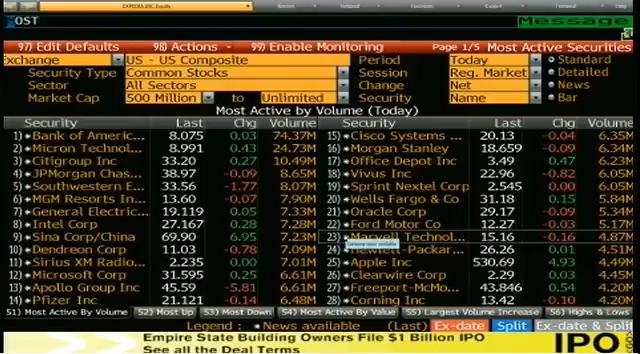 EXPEDIA INC Equity
MOST
Message
97) Edit Defaults 98) Actions 99) Enable Monitoring Page 1/5 Most Active Securities
Exchange US - US Composite Period Today Standard
Security Type Common Stocks Session Reg. Market Detailed
Sector All Sectors Change Net News
Market Cap 500 Million to Unlimited Security Name Bar
Most Active by Volume (Today)
Security Last Chg Volume Security Last Chg Volume
1) Bank of Americ... 8.075 0.03 74.37M 15) Cisco Systems ... 20.13 -0.04 6.35M
2) Micron Technol... 8.991 0.43 24.73M 16) Morgan Stanley 18.659 -0.09 6.34M
3) Citigroup Inc 33.20 0.27 10.49M 17) Office Depot Inc 3.49 0.47 6.23M
4) JPMorgan Chas... 38.97 -0.09 8.65M 18) Vivus Inc 22.96 -0.82 6.05M
5) Southwestern E... 33.56 -1.77 8.07M 19) Sprint Nextel Corp 2.545 0.00 6.05M
6) MGM Resorts In... 13.60 -0.07 7.90M 20) Wells Fargo & Co 31.18 0.15 5.84M
7) General Electric... 19.119 0.05 7.33M 21) Oracle Corp 29.17 -0.09 5.34M
8) Intel Corp 27.167 0.28 7.28M 22) Ford Motor Co 12.27 -0.03 5.17M
9) Sina Corp/China 69.90 6.95 7.23M 23) Marvell Technol... 15.16 -0.16 4.87M
10) Dendreon Corp 11.03 -0.78 7.09M 24) Hewlett-Packar... 26.26 0.01 4.51M
11) Sirius XM Radio... 2.235 0.00 7.00M 25) Apple Inc 530.69 4.93 4.49M
12) Microsoft Corp 31.595 0.25 6.61M 26) Clearwire Corp 2.29 0.03 4.45M
13) Apollo Group Inc 45.59 -5.81 6.61M 27) Freeport-McMo... 43.846 0.54 4.20M
14) Pfizer Inc 21.121 -0.14 6.48M 28) Corning Inc 13.42 -0.10 4.20M
51) Most Active By Volume 52) Most Up 53) Most Down 54) Most Active By Value 55) Largest Volume Increase 56) Highs & Lows
Legend : * News available (Last) Ex-date Split Ex-date & Split
Empire State Building Owners File $1 Billion IPO
See all the Deal Terms
IPO